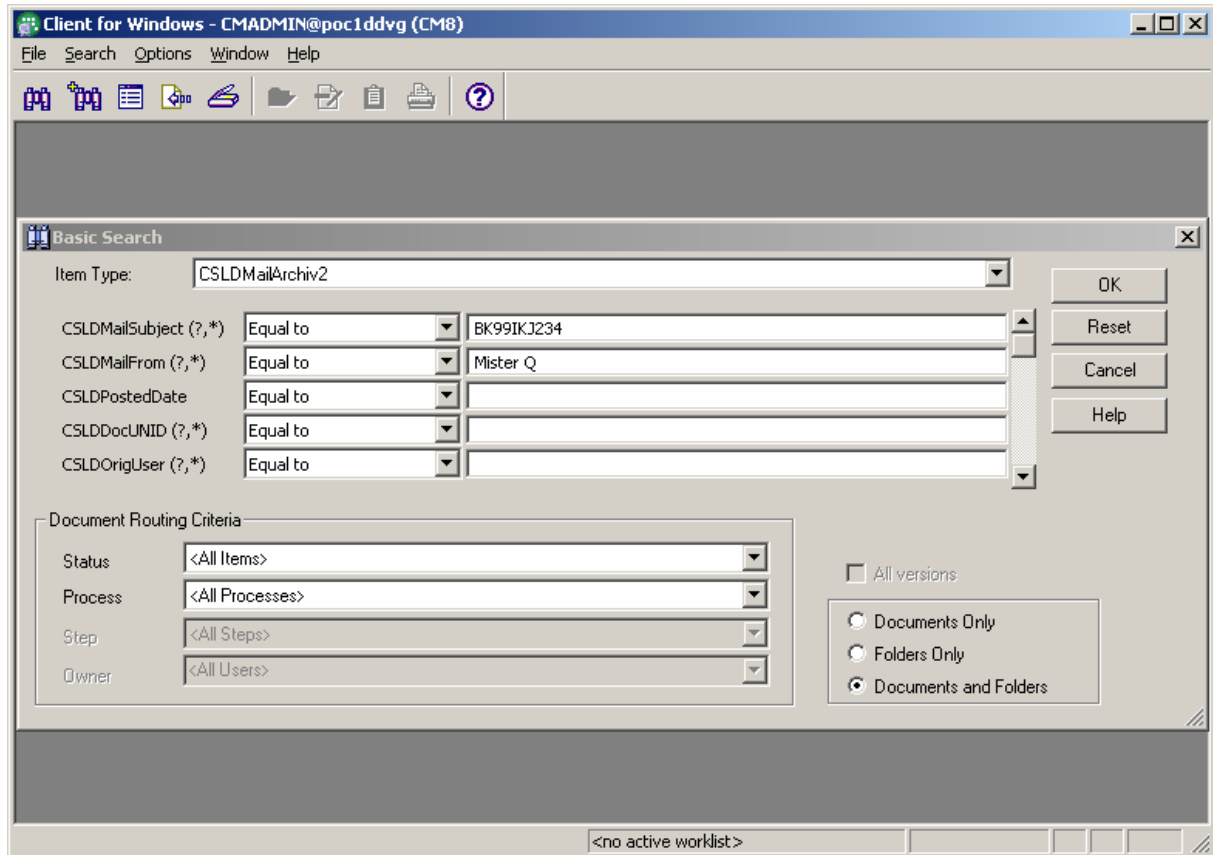 Client for Windows - CMADMIN@poc1ddvg (CM8)
File Search Options Window Help
Basic Search
Item Type: CSLDMailArchiv2
OK
CSLDMailSubject (?,*) Equal to BK99IKJ234
Reset
CSLDMailFrom (?,*) Equal to Mister Q
Cancel
CSLDPostedDate Equal to
Help
CSLDDocUNID (?,*) Equal to
CSLDOrigUser (?,*) Equal to
Document Routing Criteria
Status <All Items>
Process <All Processes>
Step <All Steps>
Owner <All Users>
All versions
Documents Only
Folders Only
Documents and Folders
<no active worklist>